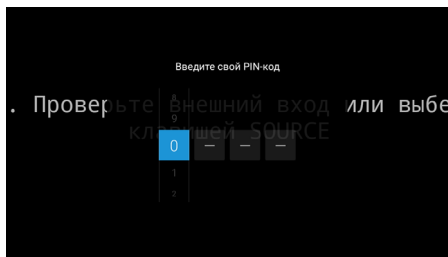 Введите свой PIN-код
8
. Проверьте внешний вход или выбе
9
клавишей SOURCE
0 — — —
1
2